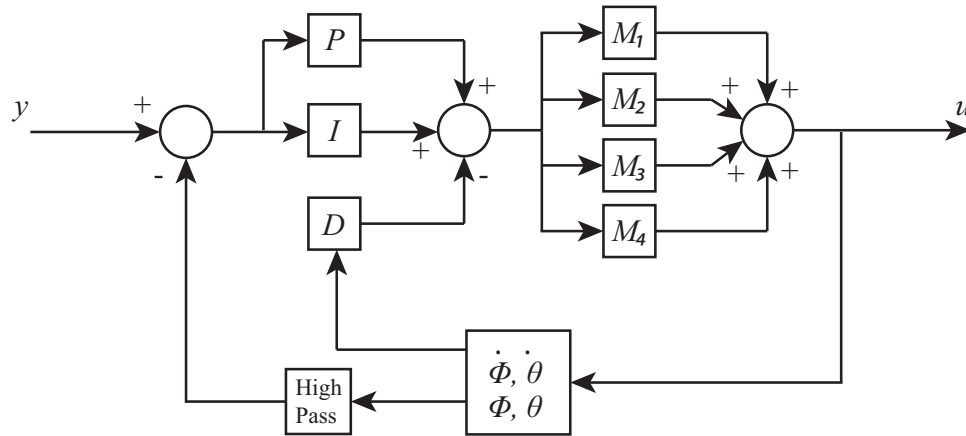 P
M₁
+
+
+
y
+
I
+
M₂
+
u
-
-
M₃
+
+
D
M₄
Φ̇, θ̇
Φ, θ
High
Pass